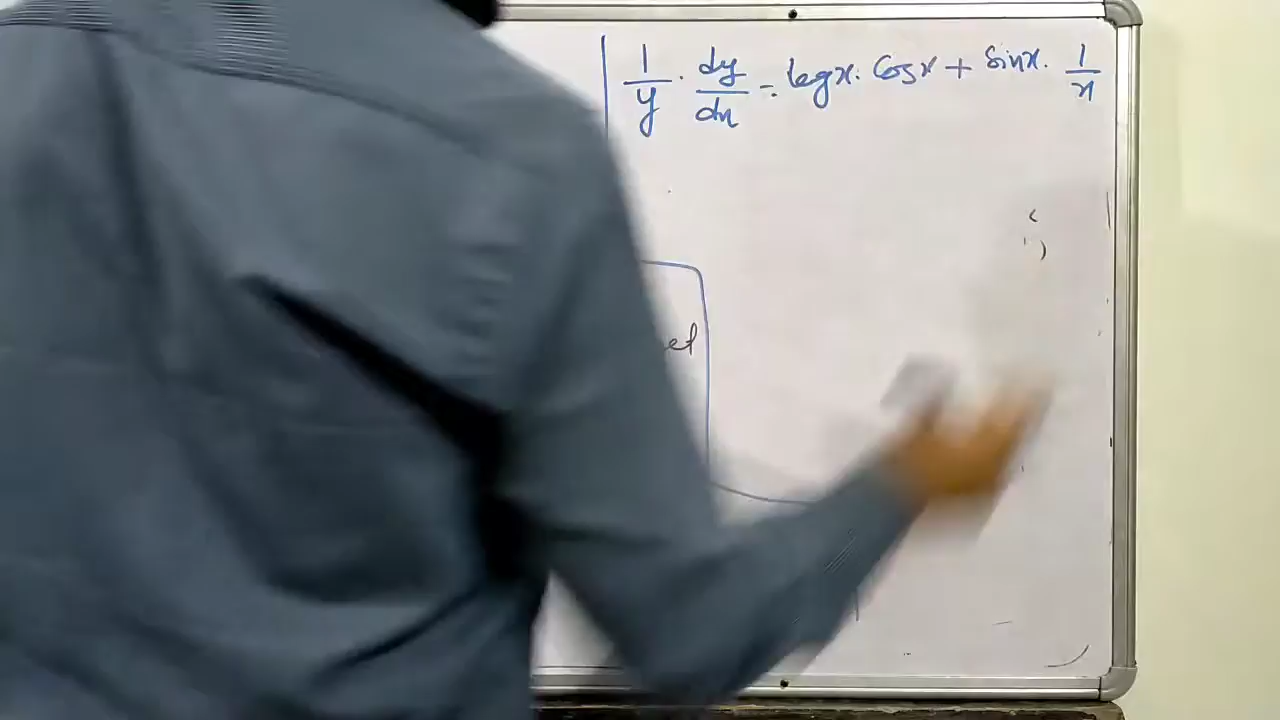 1/y · dy/dx = logx. Cosx + Sinx. 1/x